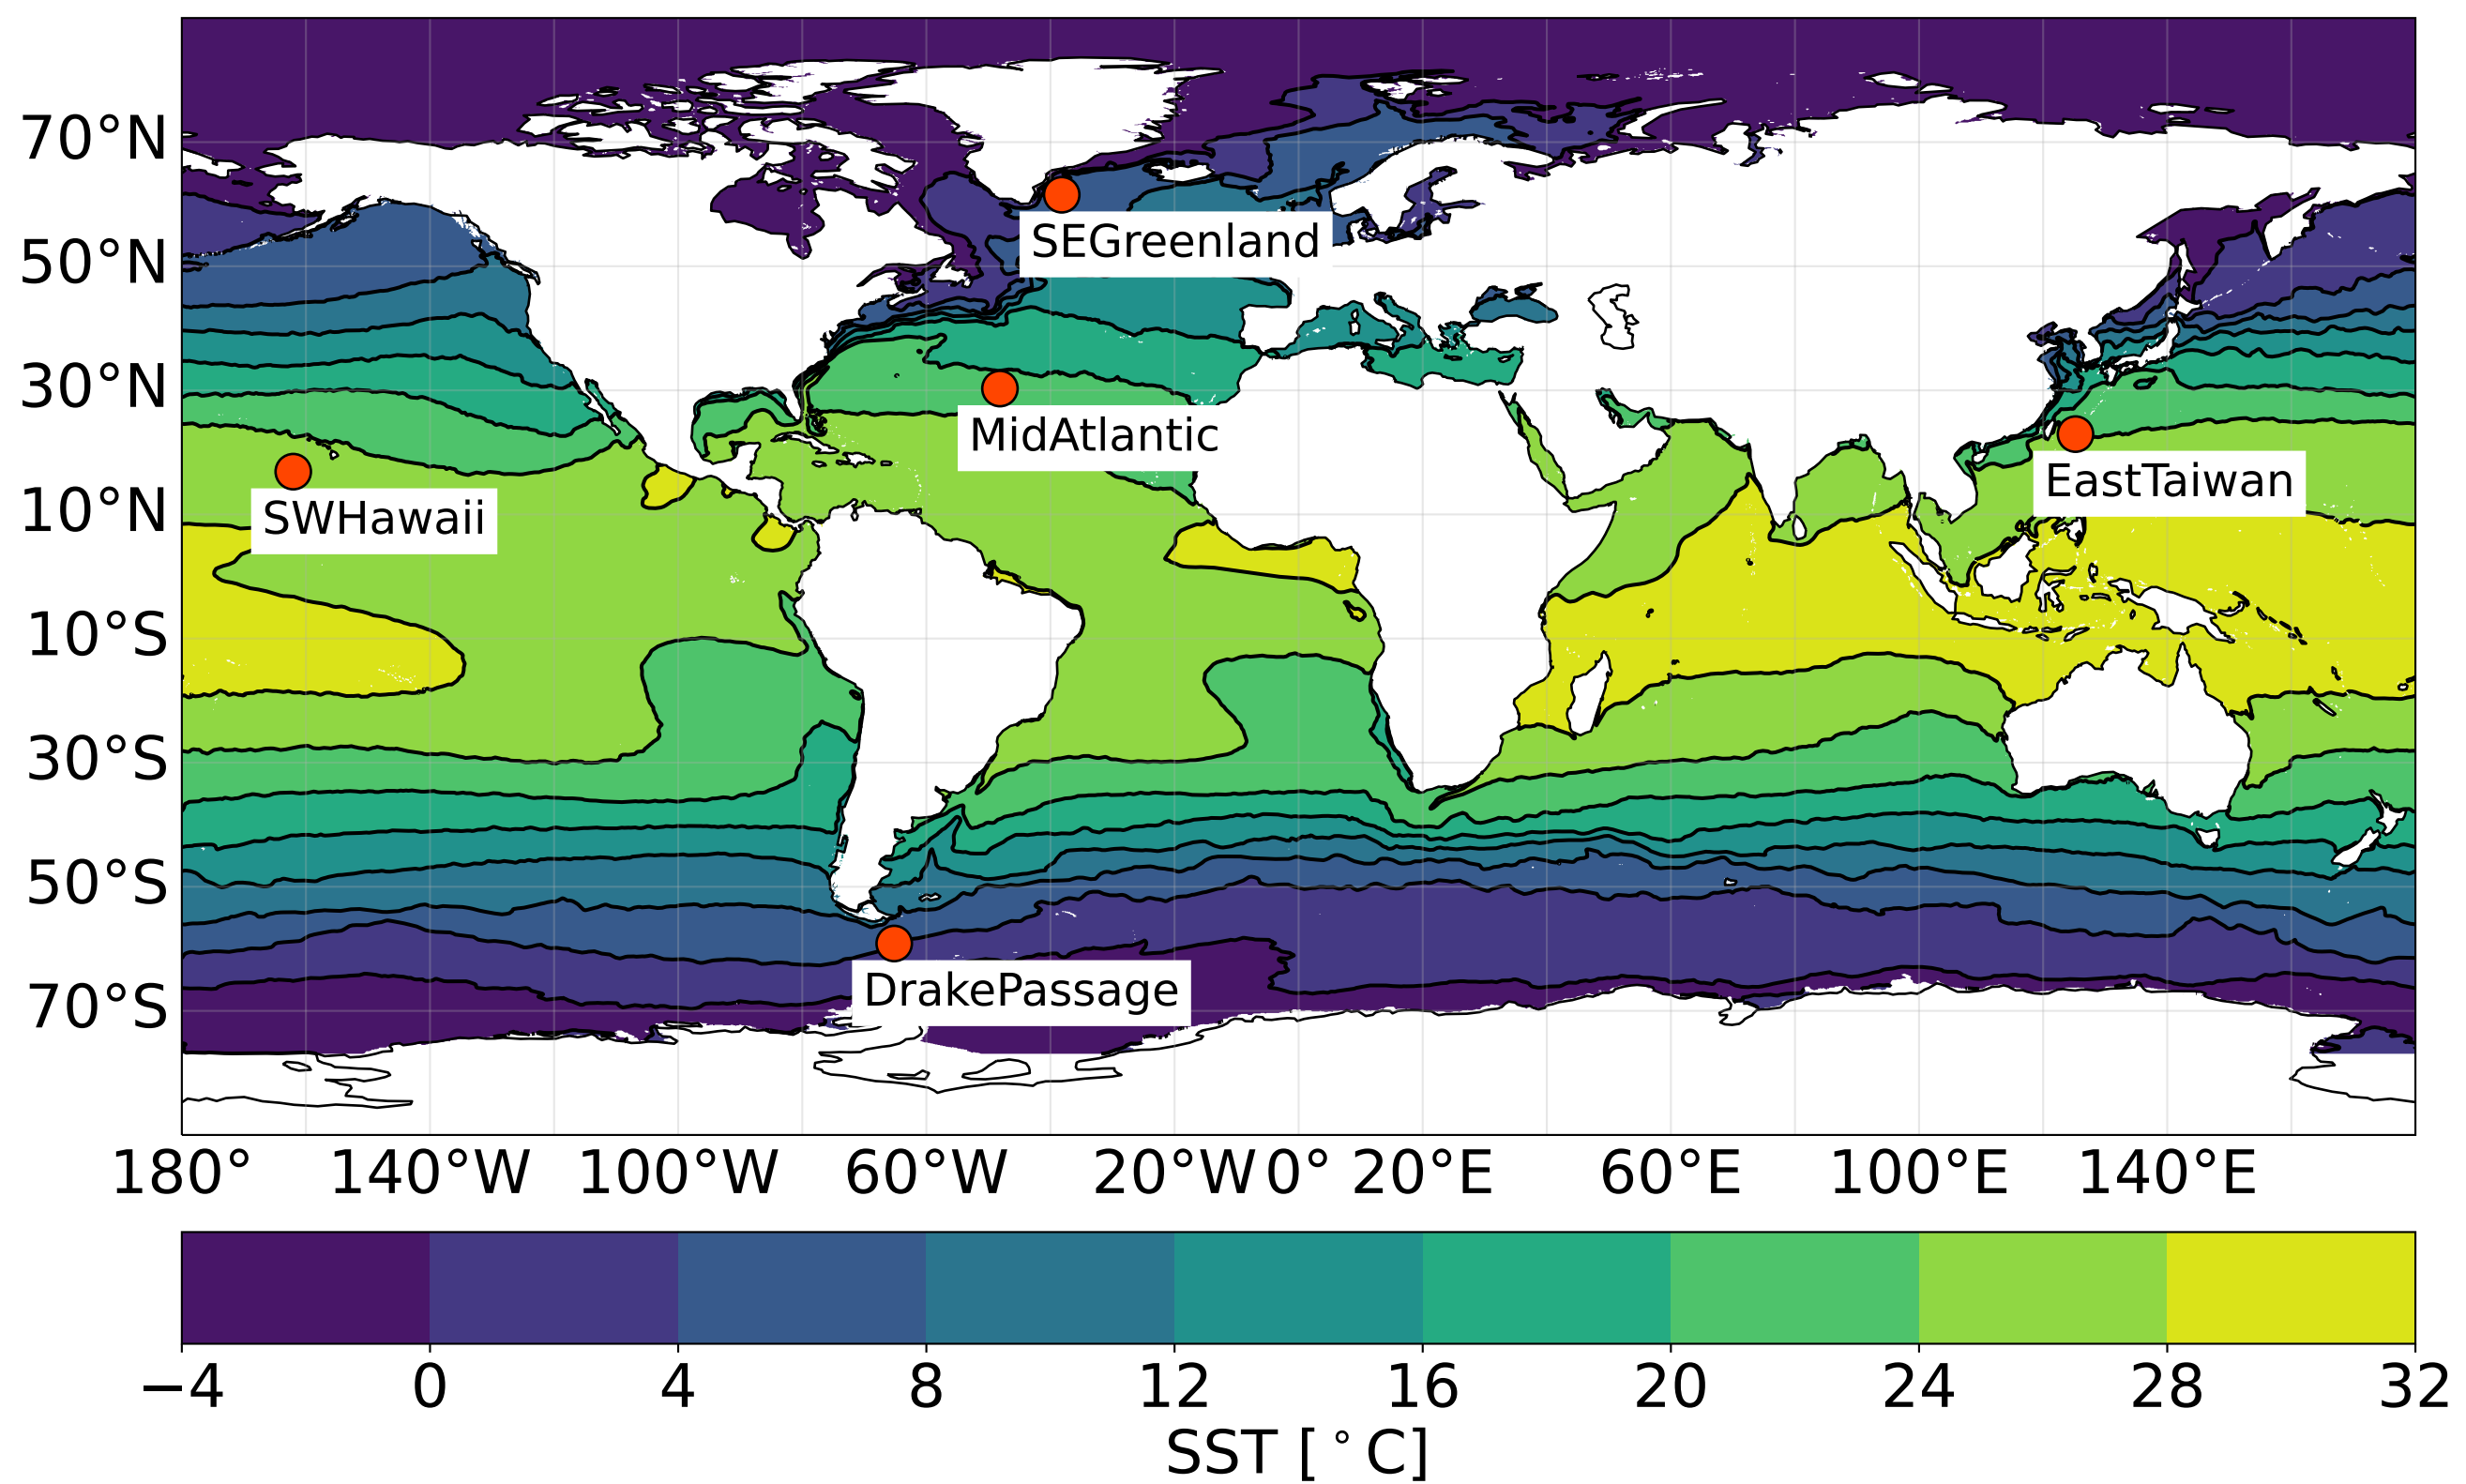 70°N
50°N
30°N
10°N
10°S
30°S
50°S
70°S
SEGreenland
MidAtlantic
EastTaiwan
SWHawaii
DrakePassage
180° 140°W 100°W 60°W 20°W 0° 20°E 60°E 100°E 140°E
−4 0 4 8 12 16 20 24 28 32
SST [°C]